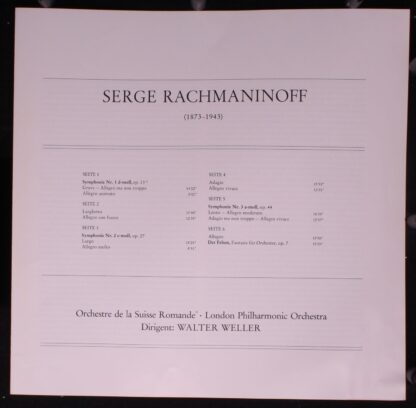 SERGE RACHMANINOFF
(1873–1943)
SEITE 1
Symphonie Nr. 1 d-moll, op. 13*
Grave – Allegro ma non troppo
Allegro animato
SEITE 2
Larghetto
Allegro con fuoco
Symphonie Nr. 2 e-moll, op. 27
Largo
Allegro molto
SEITE 4
Adagio
Allegro vivace
SEITE 5
Symphonie Nr. 3 a-moll, op. 44
Lento – Allegro moderato
Adagio ma non troppo – Allegro vivace
SEITE 6
Allegro
Der Felsen, Fantasie für Orchester, op. 7
Orchestre de la Suisse Romande* · London Philharmonic Orchestra
Dirigent: WALTER WELLER